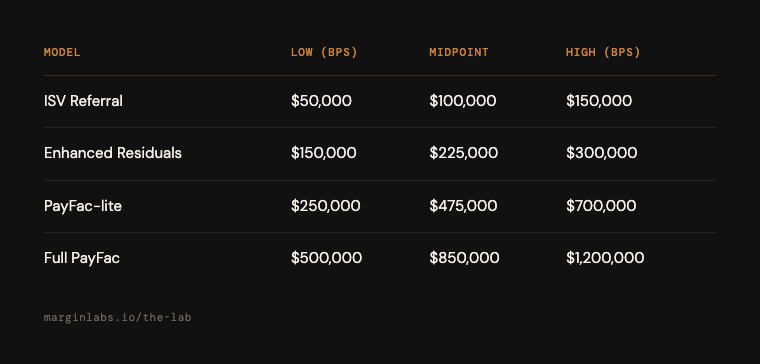 MODEL LOW (BPS) MIDPOINT HIGH (BPS)
ISV Referral $50,000 $100,000 $150,000
Enhanced Residuals $150,000 $225,000 $300,000
PayFac-lite $250,000 $475,000 $700,000
Full PayFac $500,000 $850,000 $1,200,000
marginlabs.io/the-lab